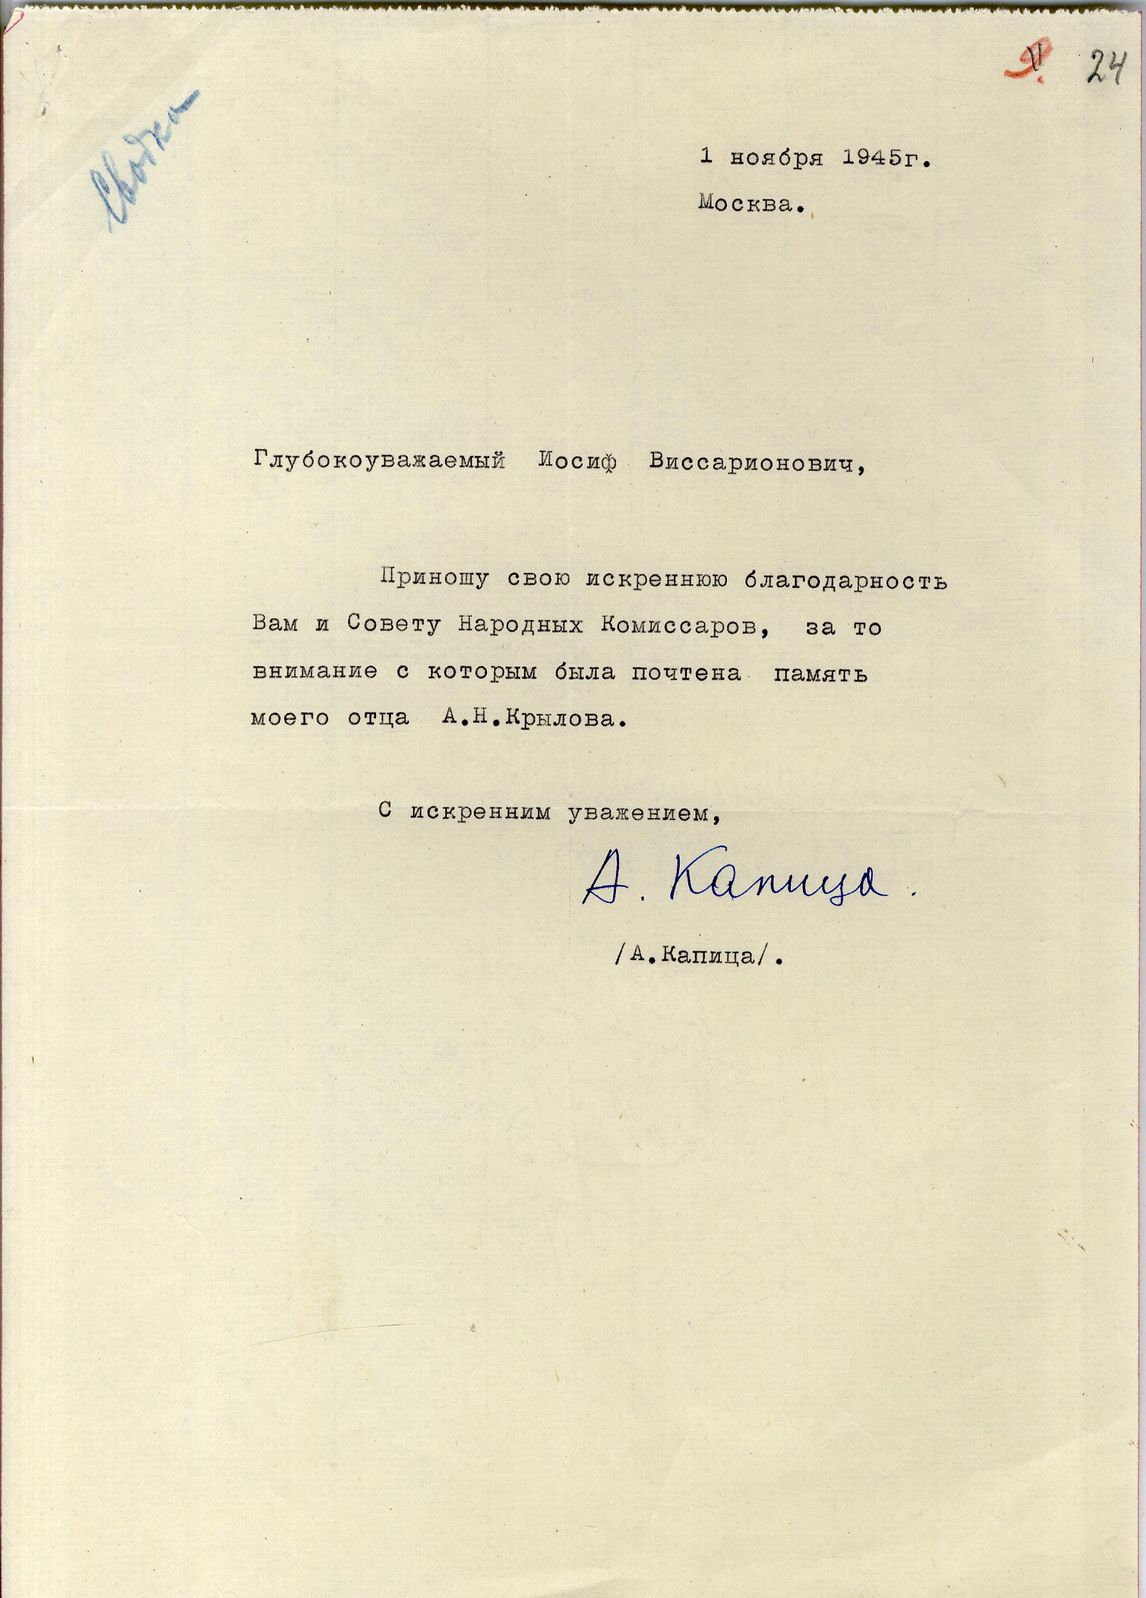 Сводка
24
1 ноября 1945г.
Москва.
Глубокоуважаемый Иосиф Виссарионович,
Приношу свою искреннюю благодарность
Вам и Совету Народных Комиссаров, за то
внимание с которым была почтена память
моего отца А.Н.Крылова.
С искренним уважением,
А. Капица.
/А.Капица/.